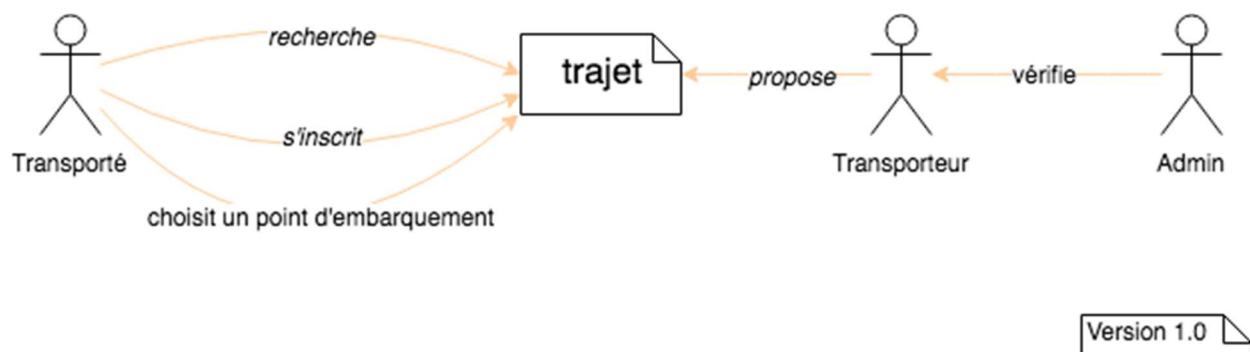 recherche
trajet
propose
vérifie
s'inscrit
Transporté
Transporteur
Admin
choisit un point d'embarquement
Version 1.0